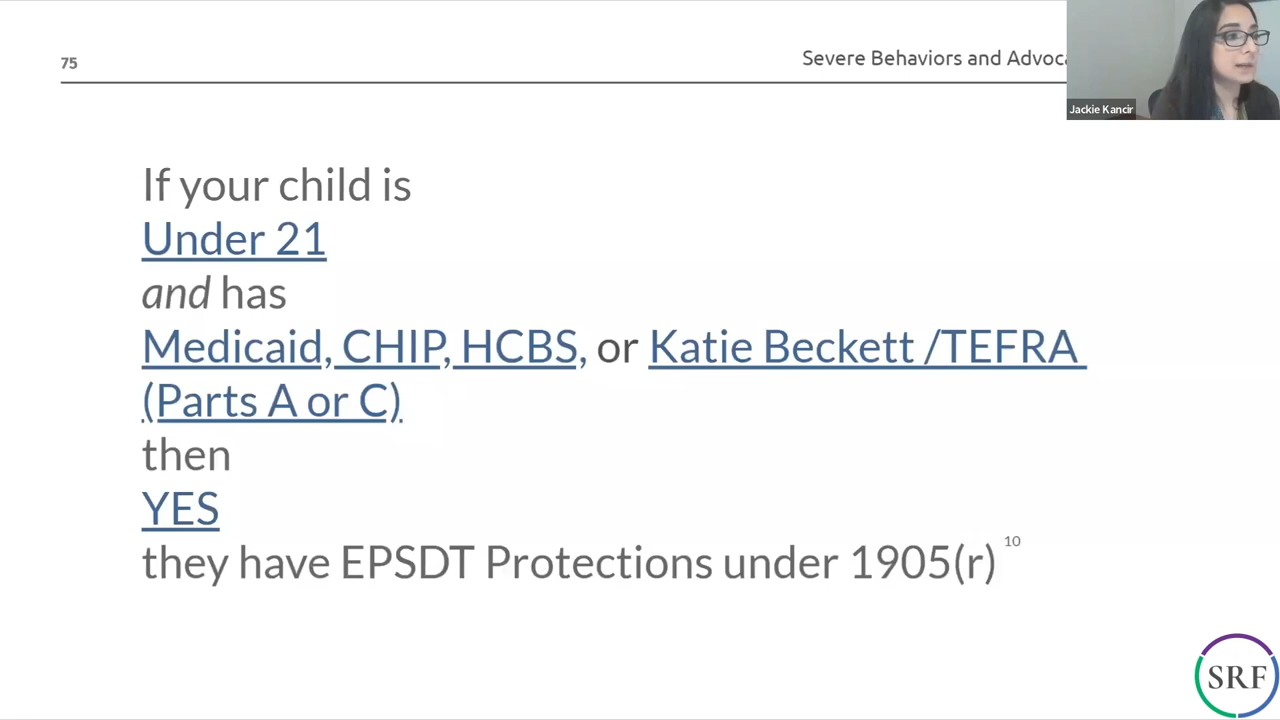 75
Severe Behaviors and
Jackie Kancir
If your child is
Under 21
and has
Medicaid, CHIP, HCBS, or Katie Beckett /TEFRA
(Parts A or C)
then
YES
they have EPSDT Protections under 1905(r) 10
SRF